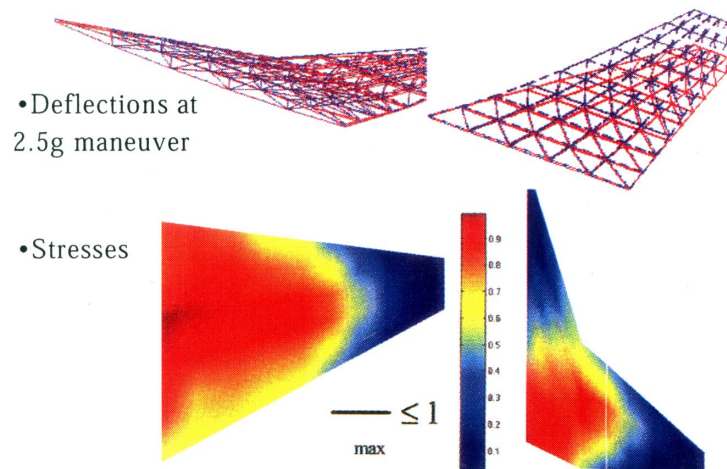 •Deflections at
2.5g maneuver
•Stresses
≤ 1
max
0.9
0.8
0.7
0.6
0.5
0.4
0.3
0.2
0.1